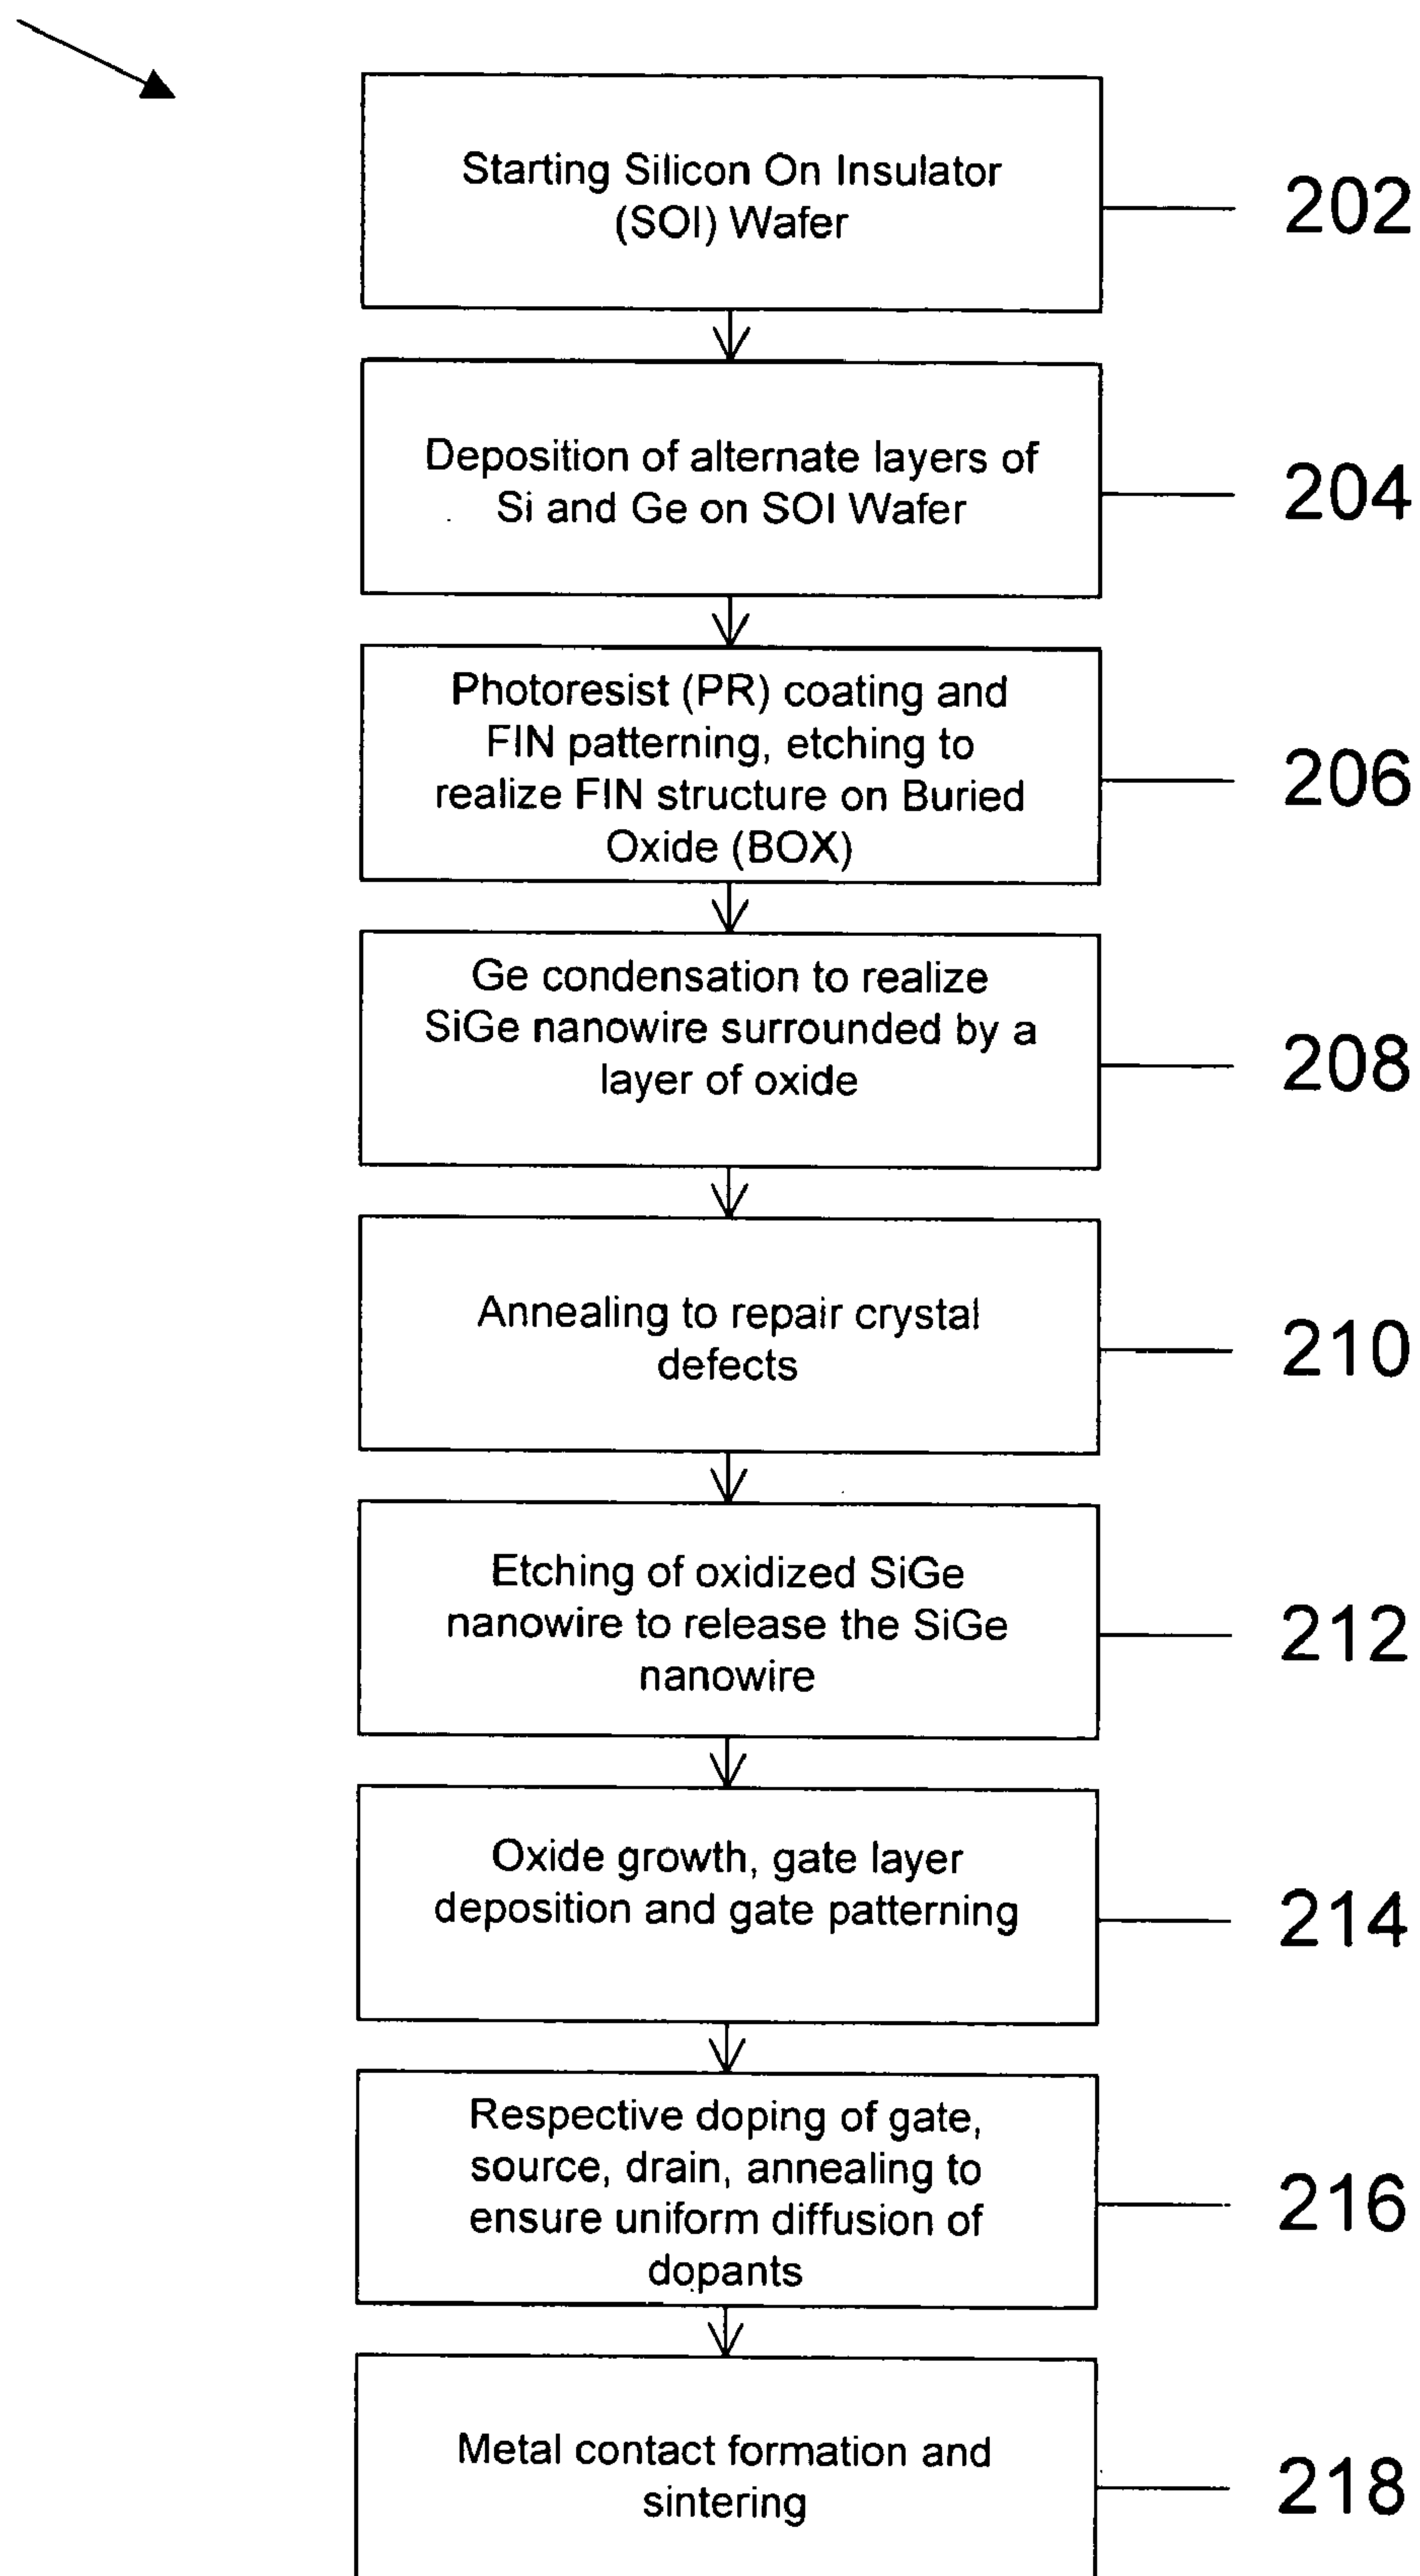 Starting Silicon On Insulator
(SOI) Wafer
202
Deposition of alternate layers of
Si and Ge on SOI Wafer
204
Photoresist (PR) coating and
FIN patterning, etching to
realize FIN structure on Buried
Oxide (BOX)
206
Ge condensation to realize
SiGe nanowire surrounded by a
layer of oxide
208
Annealing to repair crystal
defects
210
Etching of oxidized SiGe
nanowire to release the SiGe
nanowire
212
Oxide growth, gate layer
deposition and gate patterning
214
Respective doping of gate,
source, drain, annealing to
ensure uniform diffusion of
dopants
216
Metal contact formation and
sintering
218